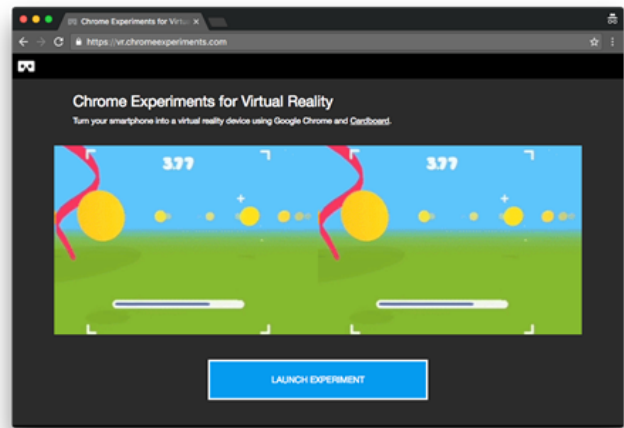 Chrome Experiments for Virtual
https://vr.chromeexperiments.com
Chrome Experiments for Virtual Reality
Turn your smartphone into a virtual reality device using Google Chrome and Cardboard.
3.77 3.77
LAUNCH EXPERIMENT